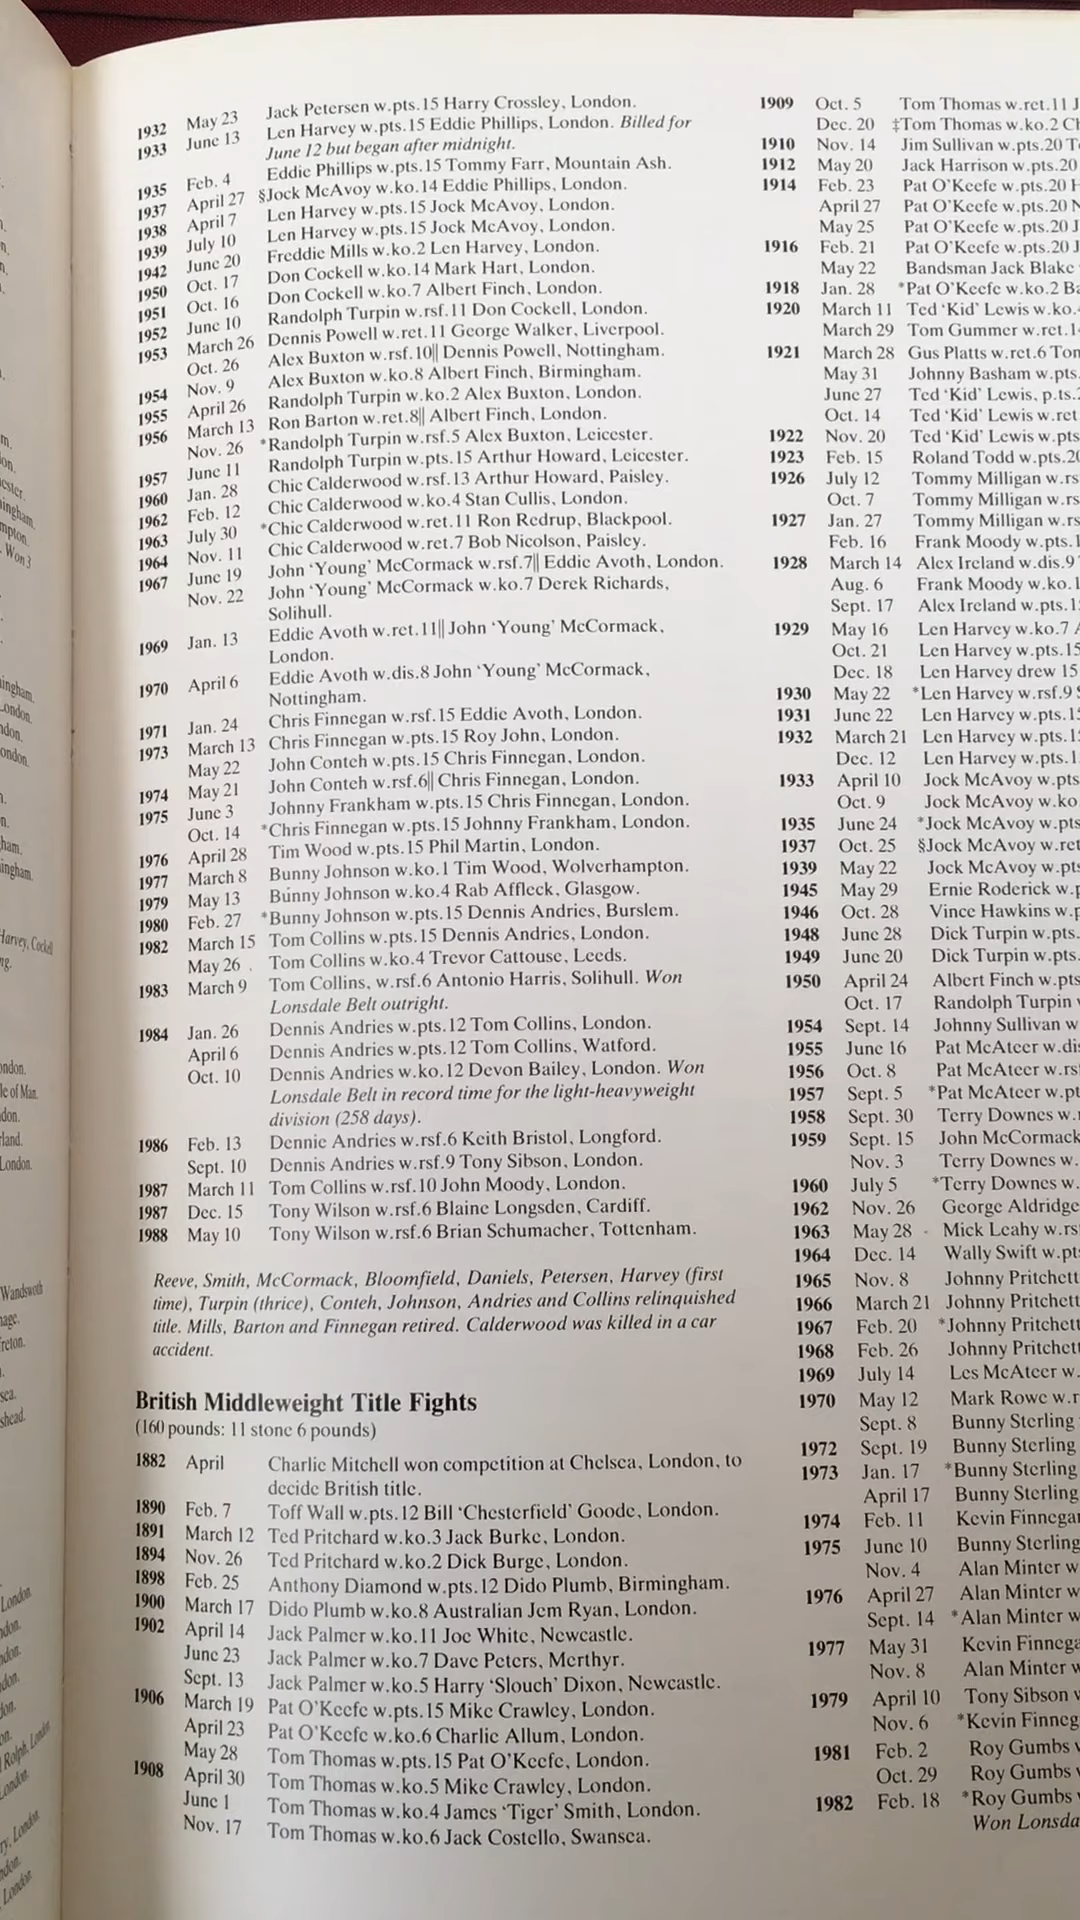 1932 May 23 Jack Petersen w.pts.15 Harry Crossley, London.
1933 June 13 Len Harvey w.pts.15 Eddie Phillips, London. Billed for
June 12 but began after midnight.
1935 Feb. 4 Eddie Phillips w.pts.15 Tommy Farr, Mountain Ash.
1937 April 27 §Jock McAvoy w.ko.14 Eddie Phillips, London.
1938 April 7 Len Harvey w.pts.15 Jock McAvoy, London.
1939 July 10 Len Harvey w.pts.15 Jock McAvoy, London.
1942 June 20 Freddie Mills w.ko.2 Len Harvey, London.
1950 Oct. 17 Don Cockell w.ko.14 Mark Hart, London.
1951 Oct. 16 Don Cockell w.ko.7 Albert Finch, London.
1952 June 10 Randolph Turpin w.rsf.11 Don Cockell, London.
1953 March 26 Dennis Powell w.ret.11 George Walker, Liverpool.
Oct. 26 Alex Buxton w.rsf.10|| Dennis Powell, Nottingham.
1954 Nov. 9 Alex Buxton w.ko.8 Albert Finch, Birmingham.
1955 April 26 Randolph Turpin w.ko.2 Alex Buxton, London.
1956 March 13 Ron Barton w.ret.8|| Albert Finch, London.
Nov. 26 *Randolph Turpin w.rsf.5 Alex Buxton, Leicester.
1957 June 11 Randolph Turpin w.pts.15 Arthur Howard, Leicester.
1960 Jan. 28 Chic Calderwood w.rsf.13 Arthur Howard, Paisley.
1962 Feb. 12 Chic Calderwood w.ko.4 Stan Cullis, London.
1963 July 30 *Chic Calderwood w.ret.11 Ron Redrup, Blackpool.
1964 Nov. 11 Chic Calderwood w.ret.7 Bob Nicolson, Paisley.
1967 June 19 John ‘Young’ McCormack w.rsf.7|| Eddie Avoth, London.
Nov. 22 John ‘Young’ McCormack w.ko.7 Derek Richards,
Solihull.
1969 Jan. 13 Eddie Avoth w.ret.11|| John ‘Young’ McCormack,
London.
1970 April 6 Eddie Avoth w.dis.8 John ‘Young’ McCormack,
Nottingham.
1971 Jan. 24 Chris Finnegan w.rsf.15 Eddie Avoth, London.
1973 March 13 Chris Finnegan w.pts.15 Roy John, London.
May 22 John Conteh w.pts.15 Chris Finnegan, London.
1974 May 21 John Conteh w.rsf.6|| Chris Finnegan, London.
1975 June 3 Johnny Frankham w.pts.15 Chris Finnegan, London.
Oct. 14 *Chris Finnegan w.pts.15 Johnny Frankham, London.
1976 April 28 Tim Wood w.pts.15 Phil Martin, London.
1977 March 8 Bunny Johnson w.ko.1 Tim Wood, Wolverhampton.
1979 May 13 Bunny Johnson w.ko.4 Rab Affleck, Glasgow.
1980 Feb. 27 *Bunny Johnson w.pts.15 Dennis Andries, Burslem.
1982 March 15 Tom Collins w.pts.15 Dennis Andries, London.
May 26 Tom Collins w.ko.4 Trevor Cattouse, Leeds.
1983 March 9 Tom Collins, w.rsf.6 Antonio Harris, Solihull. Won
Lonsdale Belt outright.
1984 Jan. 26 Dennis Andries w.pts.12 Tom Collins, London.
April 6 Dennis Andries w.pts.12 Tom Collins, Watford.
Oct. 10 Dennis Andries w.ko.12 Devon Bailey, London. Won
Lonsdale Belt in record time for the light-heavyweight
division (258 days).
1986 Feb. 13 Dennie Andries w.rsf.6 Keith Bristol, Longford.
Sept. 10 Dennis Andries w.rsf.9 Tony Sibson, London.
1987 March 11 Tom Collins w.rsf.10 John Moody, London.
1987 Dec. 15 Tony Wilson w.rsf.6 Blaine Longsden, Cardiff.
1988 May 10 Tony Wilson w.rsf.6 Brian Schumacher, Tottenham.
Reeve, Smith, McCormack, Bloomfield, Daniels, Petersen, Harvey (first
time), Turpin (thrice), Conteh, Johnson, Andries and Collins relinquished
title. Mills, Barton and Finnegan retired. Calderwood was killed in a car
accident.
British Middleweight Title Fights
(160 pounds: 11 stone 6 pounds)
1882 April Charlie Mitchell won competition at Chelsea, London, to
decide British title.
1890 Feb. 7 Toff Wall w.pts.12 Bill ‘Chesterfield’ Goode, London.
1891 March 12 Ted Pritchard w.ko.3 Jack Burke, London.
1894 Nov. 26 Ted Pritchard w.ko.2 Dick Burge, London.
1898 Feb. 25 Anthony Diamond w.pts.12 Dido Plumb, Birmingham.
1900 March 17 Dido Plumb w.ko.8 Australian Jem Ryan, London.
1902 April 14 Jack Palmer w.ko.11 Joe White, Newcastle.
June 23 Jack Palmer w.ko.7 Dave Peters, Merthyr.
Sept. 13 Jack Palmer w.ko.5 Harry ‘Slouch’ Dixon, Newcastle.
1906 March 19 Pat O'Keefe w.pts.15 Mike Crawley, London.
April 23 Pat O'Keefe w.ko.6 Charlie Allum, London.
May 28 Tom Thomas w.pts.15 Pat O'Keefe, London.
1908 April 30 Tom Thomas w.ko.5 Mike Crawley, London.
June 1 Tom Thomas w.ko.4 James ‘Tiger’ Smith, London.
Nov. 17 Tom Thomas w.ko.6 Jack Costello, Swansea.
1909 Oct. 5 Tom Thomas w.ret.11
Dec. 20 ‡Tom Thomas w.ko.2
1910 Nov. 14 Jim Sullivan w.pts.20
1912 May 20 Jack Harrison w.pts.20
1914 Feb. 23 Pat O'Keefe w.pts.20
April 27 Pat O'Keefe w.pts.20
May 25 Pat O'Keefe w.pts.20
1916 Feb. 21 Pat O'Keefe w.pts.20
May 22 Bandsman Jack Blake
1918 Jan. 28 *Pat O'Keefe w.ko.2
1920 March 11 Ted ‘Kid’ Lewis w.ko.
March 29 Tom Gummer w.ret.
1921 March 28 Gus Platts w.ret.6
May 31 Johnny Basham w.pts.
June 27 Ted ‘Kid’ Lewis, p.ts.
Oct. 14 Ted ‘Kid’ Lewis w.ret
1922 Nov. 20 Ted ‘Kid’ Lewis w.pts
1923 Feb. 15 Roland Todd w.pts.
1926 July 12 Tommy Milligan w.rs
Oct. 7 Tommy Milligan w.
1927 Jan. 27 Tommy Milligan w.rs
Feb. 16 Frank Moody w.pts.
1928 March 14 Alex Ireland w.dis.9
Aug. 6 Frank Moody w.ko.1
Sept. 17 Alex Ireland w.pts.
1929 May 16 Len Harvey w.ko.7
Oct. 21 Len Harvey w.pts.15
Dec. 18 Len Harvey drew 15
1930 May 22 *Len Harvey w.rsf.9
1931 June 22 Len Harvey w.pts.
1932 March 21 Len Harvey w.pts.
Dec. 12 Len Harvey w.pts.
1933 April 10 Jock McAvoy w.pts
Oct. 9 Jock McAvoy w.ko
1935 June 24 *Jock McAvoy w.pts
1937 Oct. 25 §Jock McAvoy w.ret
1939 May 22 Jock McAvoy w.pts
1945 May 29 Ernie Roderick w.p
1946 Oct. 28 Vince Hawkins w.p
1948 June 28 Dick Turpin w.pts.
1949 June 20 Dick Turpin w.pts.
1950 April 24 Albert Finch w.pts
Oct. 17 Randolph Turpin
1954 Sept. 14 Johnny Sullivan w
1955 June 16 Pat McAteer w.dis
1956 Oct. 8 Pat McAteer w.rs
1957 Sept. 5 *Pat McAteer w.pt
1958 Sept. 30 Terry Downes w.
1959 Sept. 15 John McCormack
Nov. 3 Terry Downes w.
1960 July 5 *Terry Downes w.
1962 Nov. 26 George Aldridge
1963 May 28 Mick Leahy w.rs
1964 Dec. 14 Wally Swift w.pt
1965 Nov. 8 Johnny Pritchett
1966 March 21 Johnny Pritchett
1967 Feb. 20 *Johnny Pritchett
1968 Feb. 26 Johnny Pritchett
1969 July 14 Les McAteer w.
1970 May 12 Mark Rowe w.
Sept. 8 Bunny Sterling
1972 Sept. 19 Bunny Sterling
1973 Jan. 17 *Bunny Sterling
April 17 Bunny Sterling
1974 Feb. 11 Kevin Finnega
1975 June 10 Bunny Sterling
Nov. 4 Alan Minter w
1976 April 27 Alan Minter w
Sept. 14 *Alan Minter w
1977 May 31 Kevin Finnega
Nov. 8 Alan Minter w
1979 April 10 Tony Sibson w
Nov. 6 *Kevin Finneg
1981 Feb. 2 Roy Gumbs
Oct. 29 Roy Gumbs
1982 Feb. 18 *Roy Gumbs
Won Lonsda